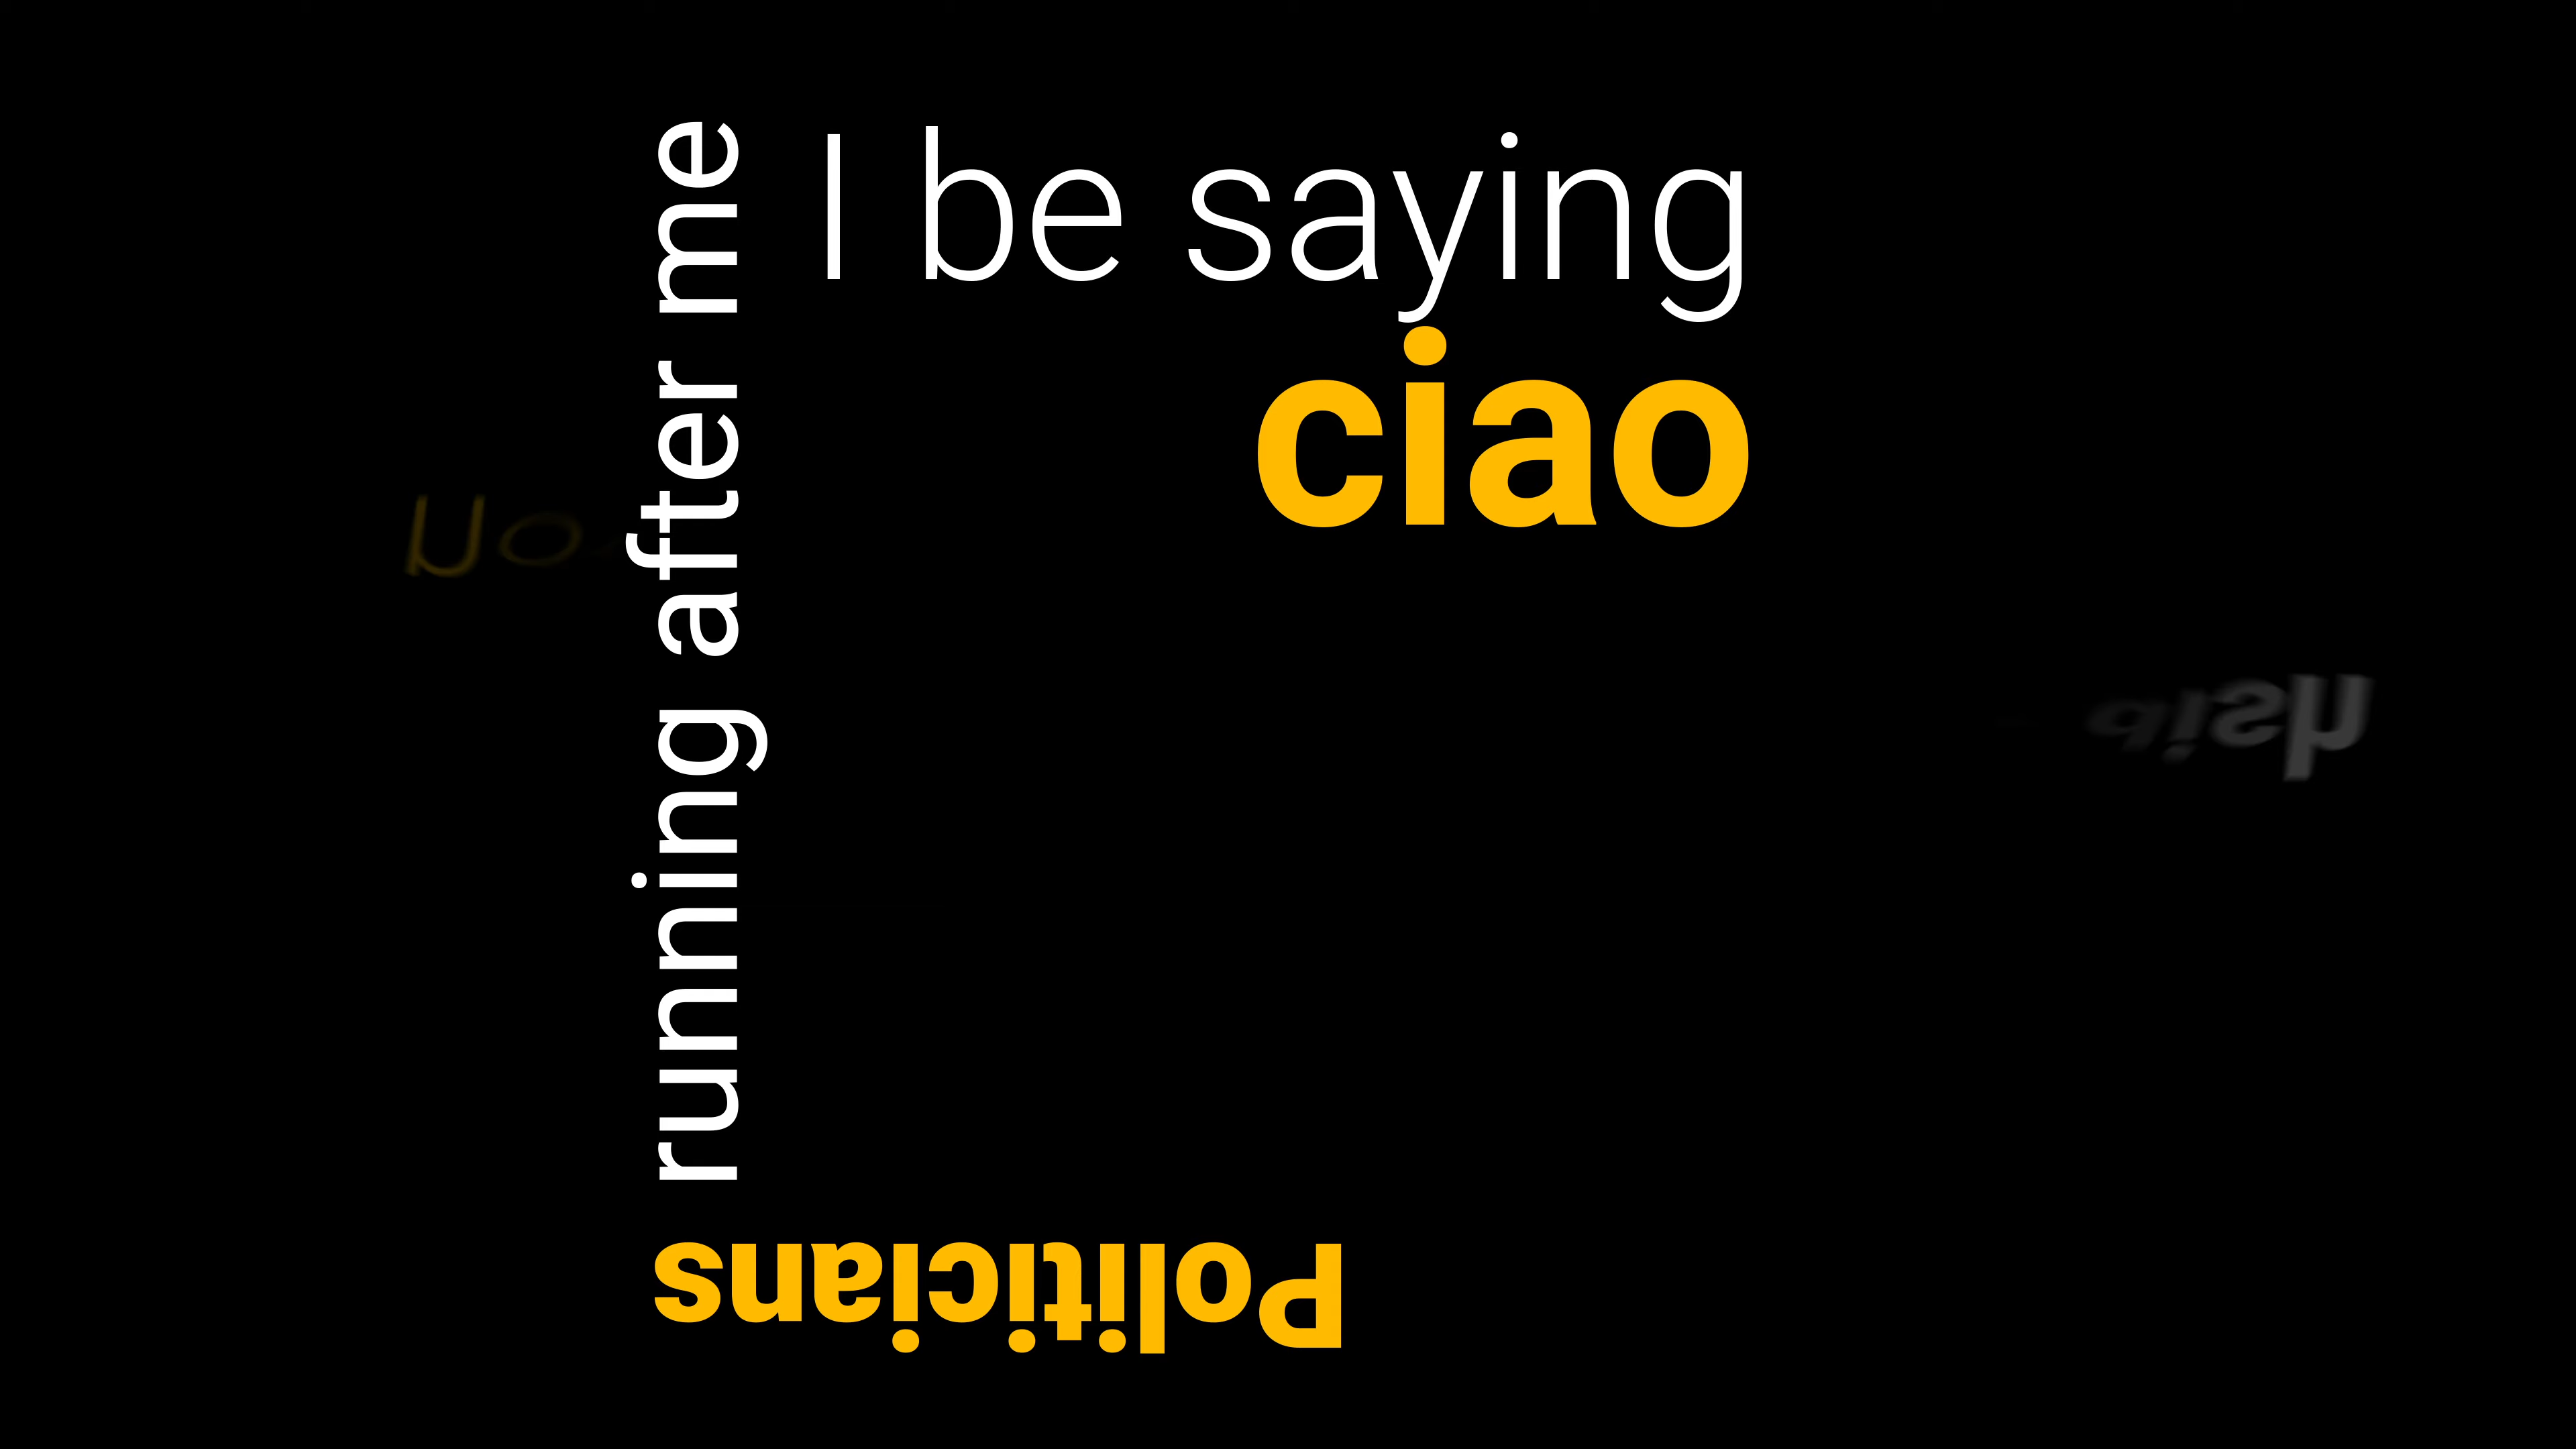 Politicians
running after me
I be saying
ciao